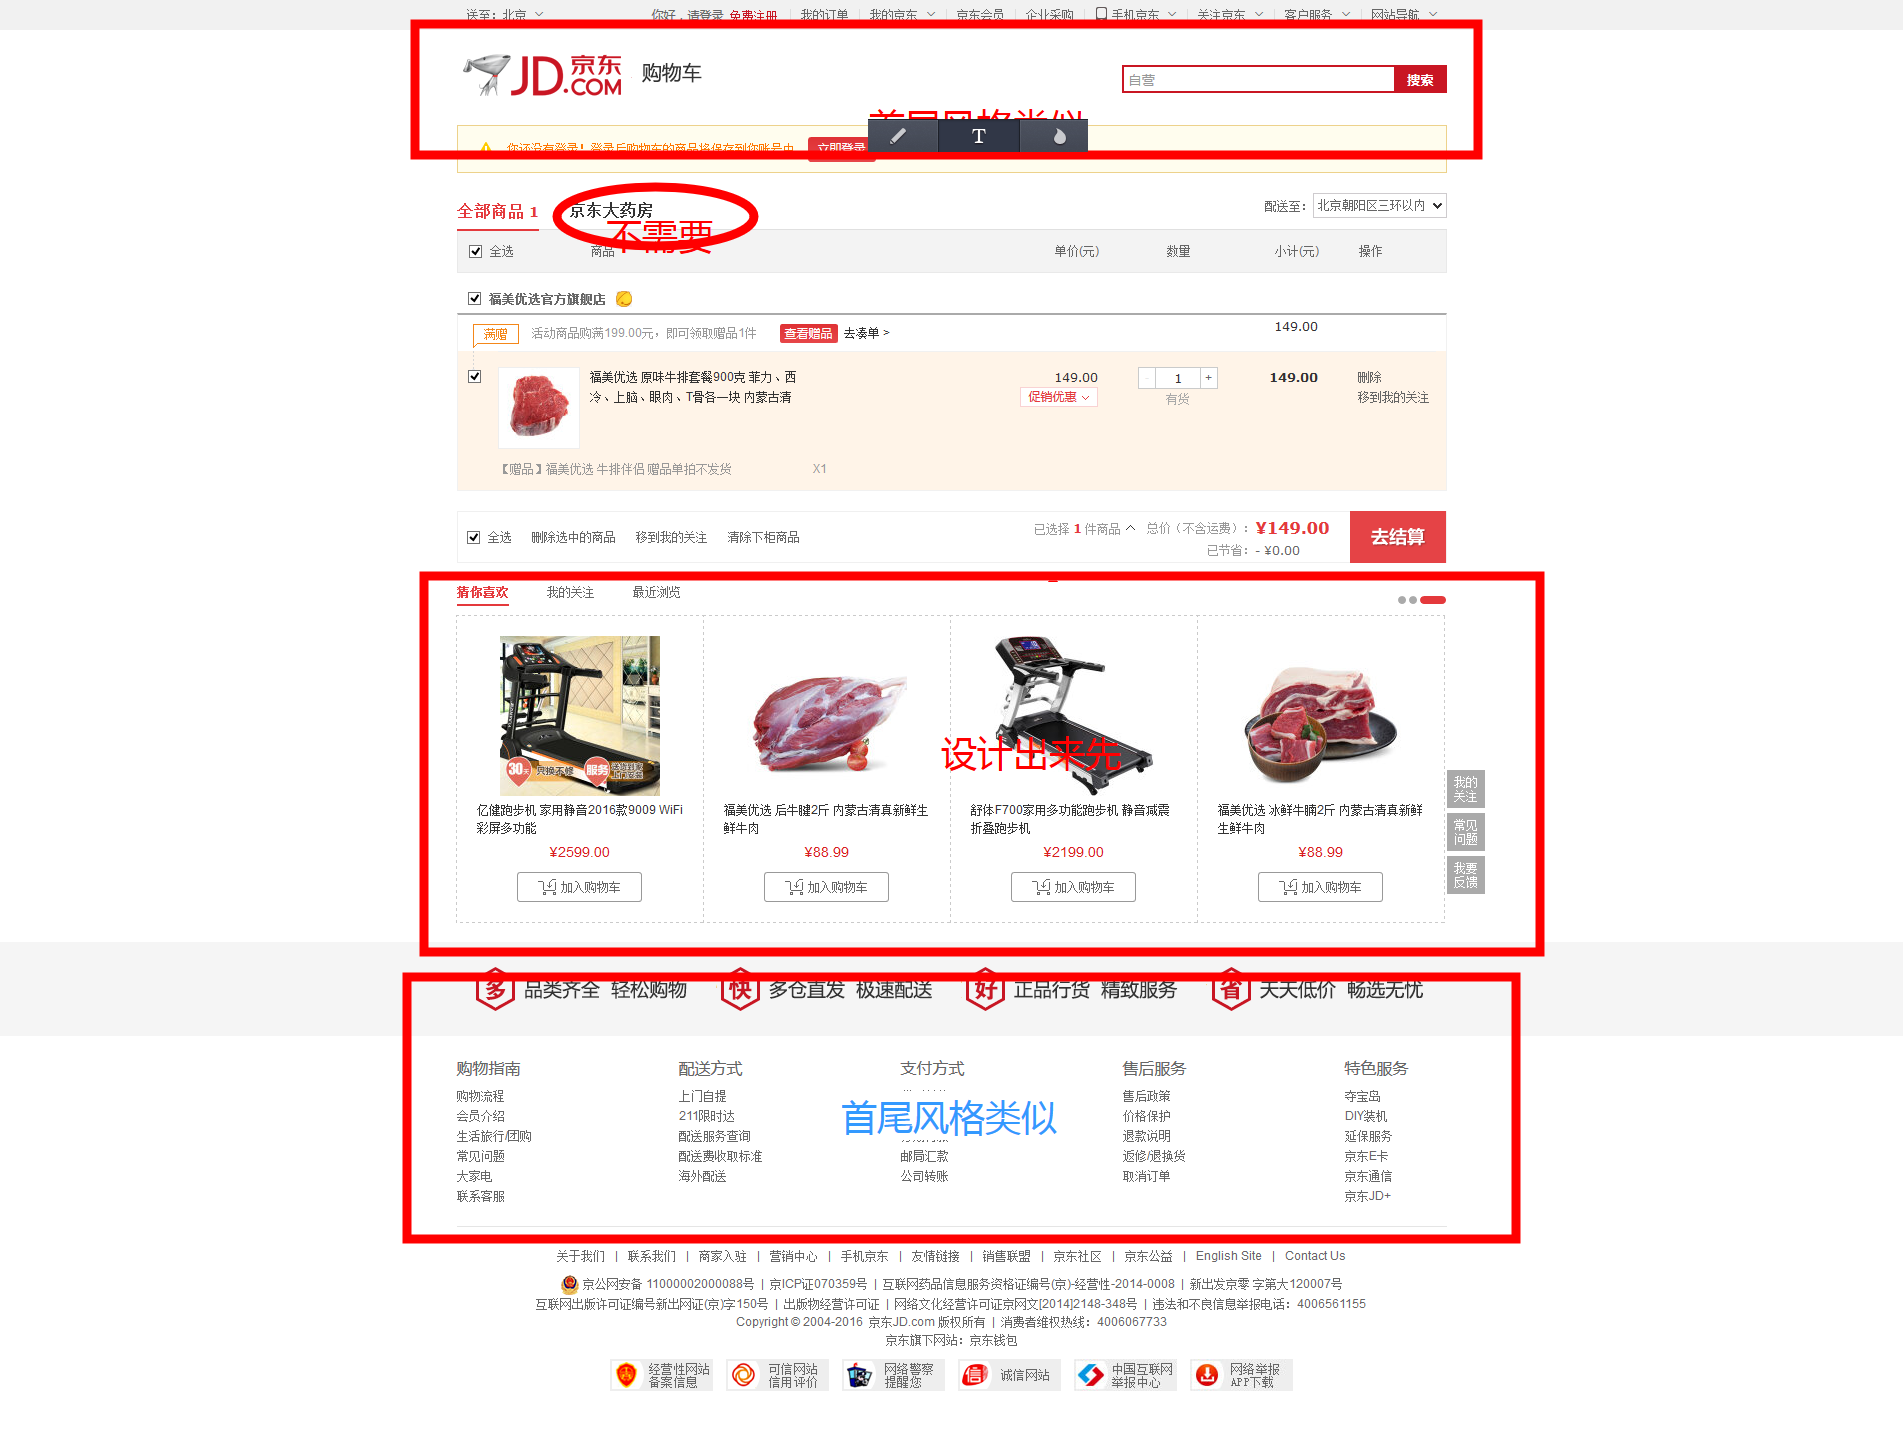 送至：北京
你好，请登录 免费注册 我的订单 我的京东 京东会员 企业采购 手机京东 关注京东 客户服务 网站导航
JD.COM 京东 购物车
自营 搜索
首尾风格类似
T
你还没有登录！登录后购物车的商品将保存到你账号中 立即登录
全部商品 1 京东大药房
不需要
配送至： 北京朝阳区三环以内
全选 商品 单价(元) 数量 小计(元) 操作
福美优选官方旗舰店
满赠 活动商品购满199.00元，即可领取赠品1件 查看赠品 去凑单 > 149.00
福美优选 原味牛排套餐900克 菲力、西
冷、上脑、眼肉、T骨各一块 内蒙古清
149.00
促销优惠
- 1 +
有货
149.00
删除
移到我的关注
【赠品】福美优选 牛排伴侣 赠品单拍不发货 X1
全选 删除选中的商品 移到我的关注 清除下柜商品
已选择 1 件商品 总价（不含运费）： ¥149.00
已节省： - ¥0.00
去结算
猜你喜欢 我的关注 最近浏览
30天 只换不修 服务 送货到家 上门安装
设计出来先
亿健跑步机 家用静音2016款9009 WiFi
彩屏多功能
¥2599.00
加入购物车
福美优选 后牛腱2斤 内蒙古清真新鲜生
鲜牛肉
¥88.99
加入购物车
舒体F700家用多功能跑步机 静音减震
折叠跑步机
¥2199.00
加入购物车
福美优选 冰鲜牛腩2斤 内蒙古清真新鲜
生鲜牛肉
¥88.99
加入购物车
我的
关注
常见
问题
我要
反馈
多 品类齐全 轻松购物 快 多仓直发 极速配送 好 正品行货 精致服务 省 天天低价 畅选无忧
购物指南
购物流程
会员介绍
生活旅行/团购
常见问题
大家电
联系客服
配送方式
上门自提
211限时达
配送服务查询
配送费收取标准
海外配送
支付方式
首尾风格类似
邮局汇款
公司转账
售后服务
售后政策
价格保护
退款说明
返修/退换货
取消订单
特色服务
夺宝岛
DIY装机
延保服务
京东E卡
京东通信
京东JD+
关于我们 | 联系我们 | 商家入驻 | 营销中心 | 手机京东 | 友情链接 | 销售联盟 | 京东社区 | 京东公益 | English Site | Contact Us
京公网安备 11000002000088号 | 京ICP证070359号 | 互联网药品信息服务资格证编号(京)-经营性-2014-0008 | 新出发京零 字第大120007号
互联网出版许可证编号新出网证(京)字150号 | 出版物经营许可证 | 网络文化经营许可证京网文[2014]2148-348号 | 违法和不良信息举报电话：4006561155
Copyright © 2004-2016 京东JD.com 版权所有 | 消费者维权热线：4006067733
京东旗下网站：京东钱包
经营性网站
备案信息
可信网站
信用评价
网络警察
提醒您
诚信网站
中国互联网
举报中心
网络举报
APP下载